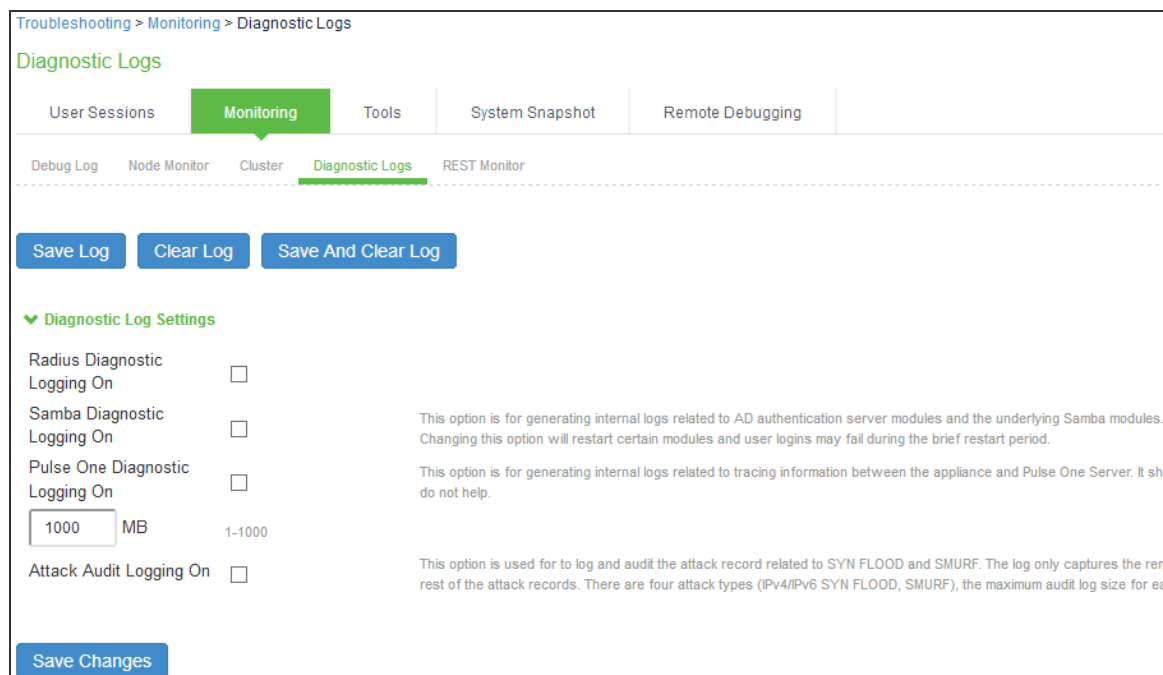 Troubleshooting > Monitoring > Diagnostic Logs
Diagnostic Logs
User Sessions Monitoring Tools System Snapshot Remote Debugging
Debug Log Node Monitor Cluster Diagnostic Logs REST Monitor
Save Log Clear Log Save And Clear Log
Diagnostic Log Settings
Radius Diagnostic
Logging On
Samba Diagnostic
Logging On
This option is for generating internal logs related to AD authentication server modules and the underlying Samba modules.
Changing this option will restart certain modules and user logins may fail during the brief restart period.
Pulse One Diagnostic
Logging On
This option is for generating internal logs related to tracing information between the appliance and Pulse One Server. It sh
do not help.
1000 MB 1-1000
Attack Audit Logging On
This option is used for to log and audit the attack record related to SYN FLOOD and SMURF. The log only captures the rem
rest of the attack records. There are four attack types (IPv4/IPv6 SYN FLOOD, SMURF), the maximum audit log size for ea
Save Changes